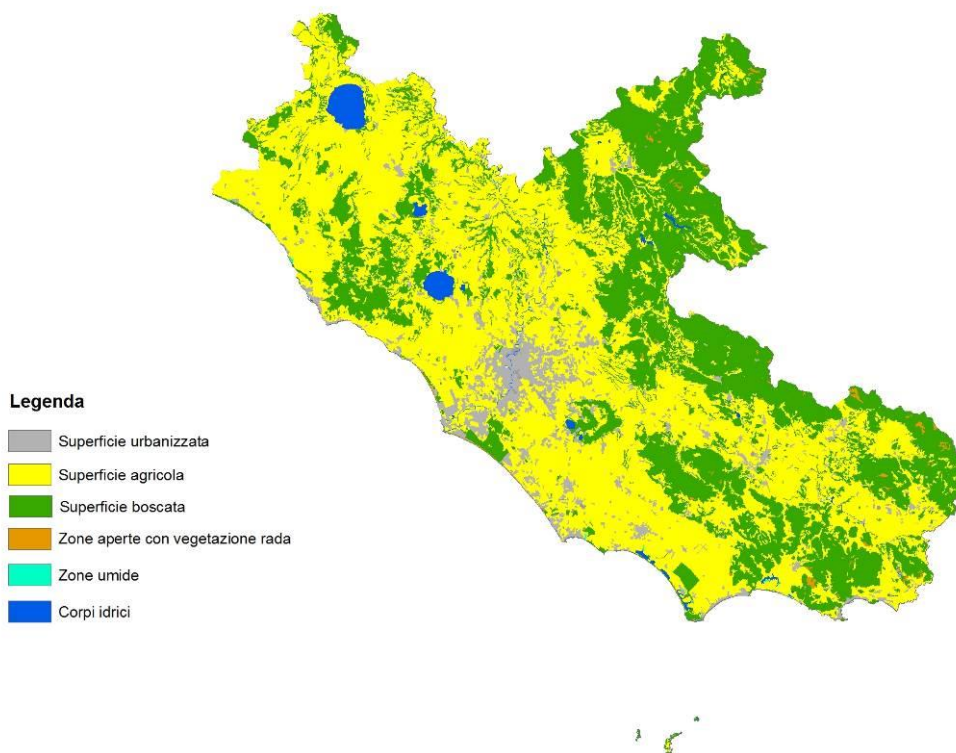 Legenda
Superficie urbanizzata
Superficie agricola
Superficie boscata
Zone aperte con vegetazione rada
Zone umide
Corpi idrici